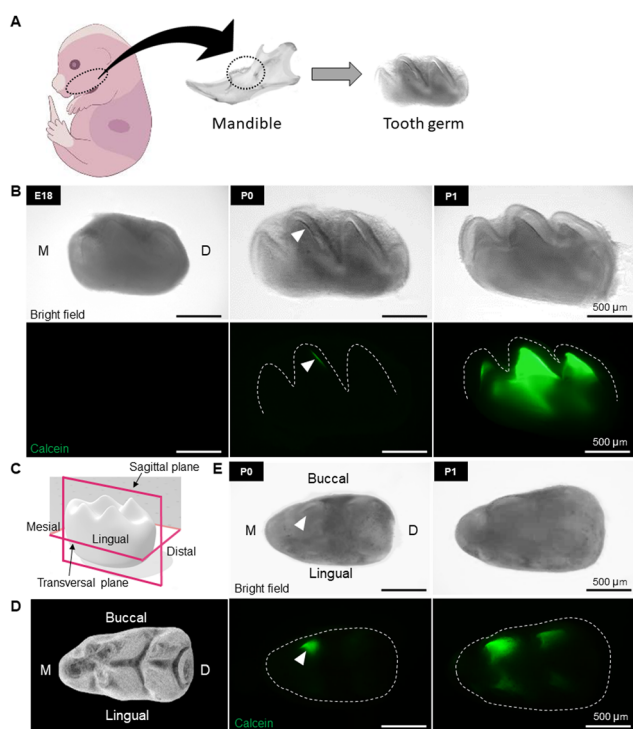 A
Mandible
Tooth germ
B
E18
P0
P1
M
D
Bright field
500 µm
Calcein
500 µm
C
Sagittal plane
Mesial
Lingual
Distal
Transversal plane
E
P0
P1
Buccal
M
D
Lingual
Bright field
500 µm
D
Buccal
M
D
Lingual
Calcein
500 µm